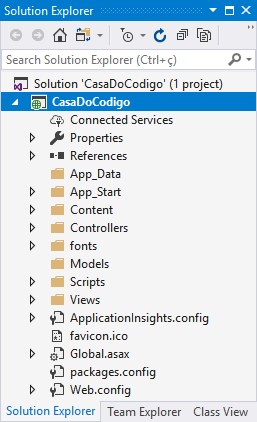 Solution Explorer
Search Solution Explorer (Ctrl+ç)
Solution 'CasaDoCodigo' (1 project)
CasaDoCodigo
Connected Services
Properties
References
App_Data
App_Start
Content
Controllers
fonts
Models
Scripts
Views
ApplicationInsights.config
favicon.ico
Global.asax
packages.config
Web.config
Solution Explorer Team Explorer Class View